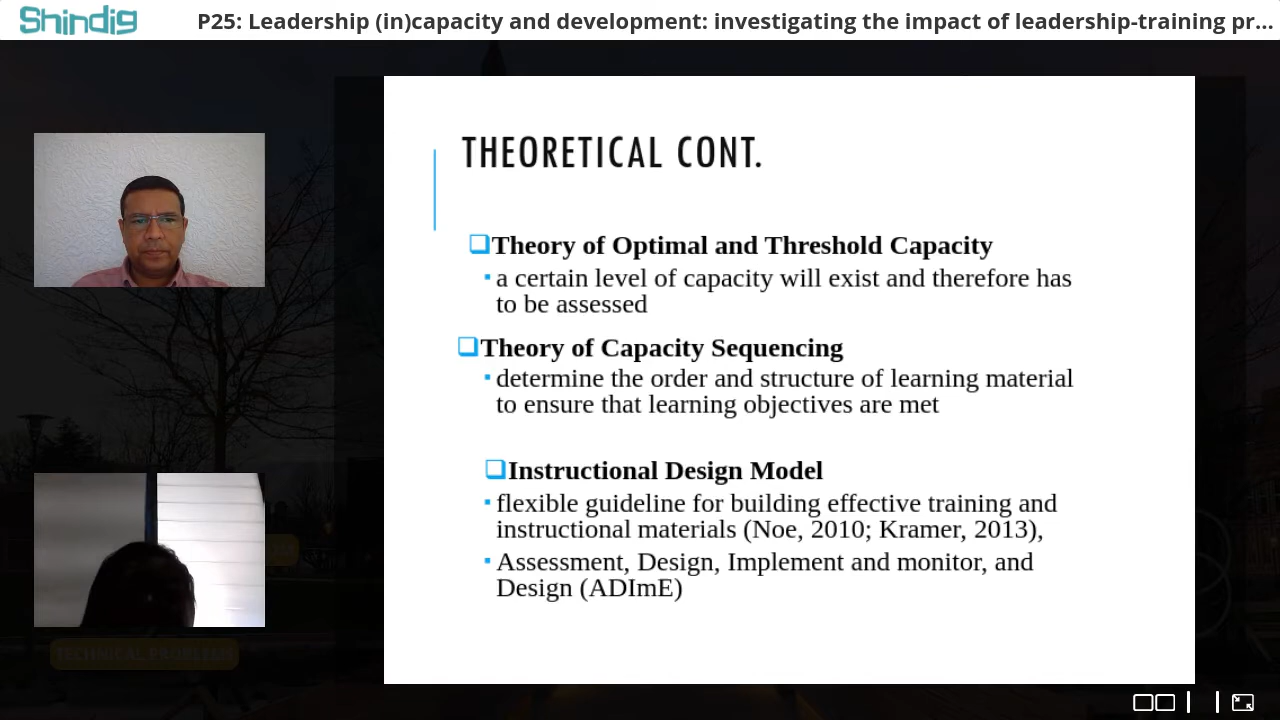 Shindig
P25: Leadership (in)capacity and development: investigating the impact of leadership-training pr...
THEORETICAL CONT.
Theory of Optimal and Threshold Capacity
a certain level of capacity will exist and therefore has
to be assessed
Theory of Capacity Sequencing
determine the order and structure of learning material
to ensure that learning objectives are met
Instructional Design Model
flexible guideline for building effective training and
instructional materials (Noe, 2010; Kramer, 2013),
Assessment, Design, Implement and monitor, and
Design (ADImE)
TECHNICAL PROBLEMS